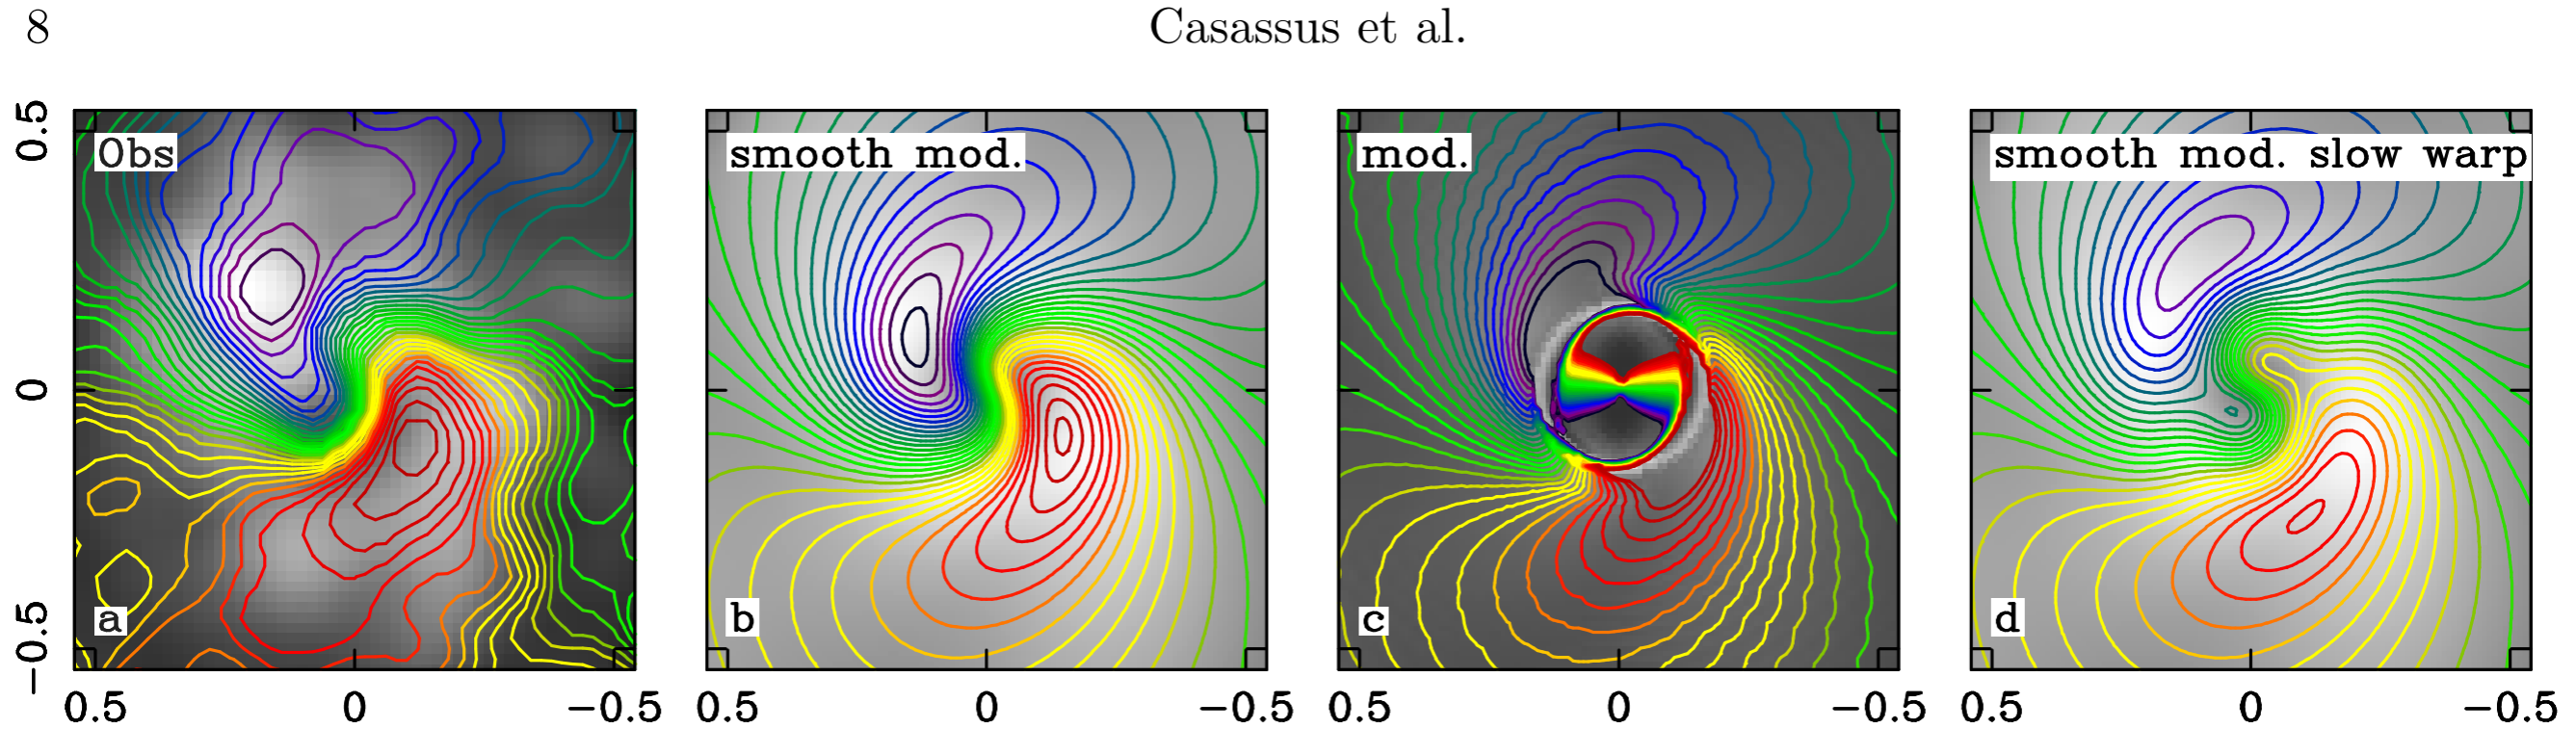 8 Casassus et al.
Obs smooth mod. mod. smooth mod. slow warp
0.5
0
−0.5
a b c d
0.5 0 −0.5 0.5 0 −0.5 0.5 0 −0.5 0.5 0 −0.5